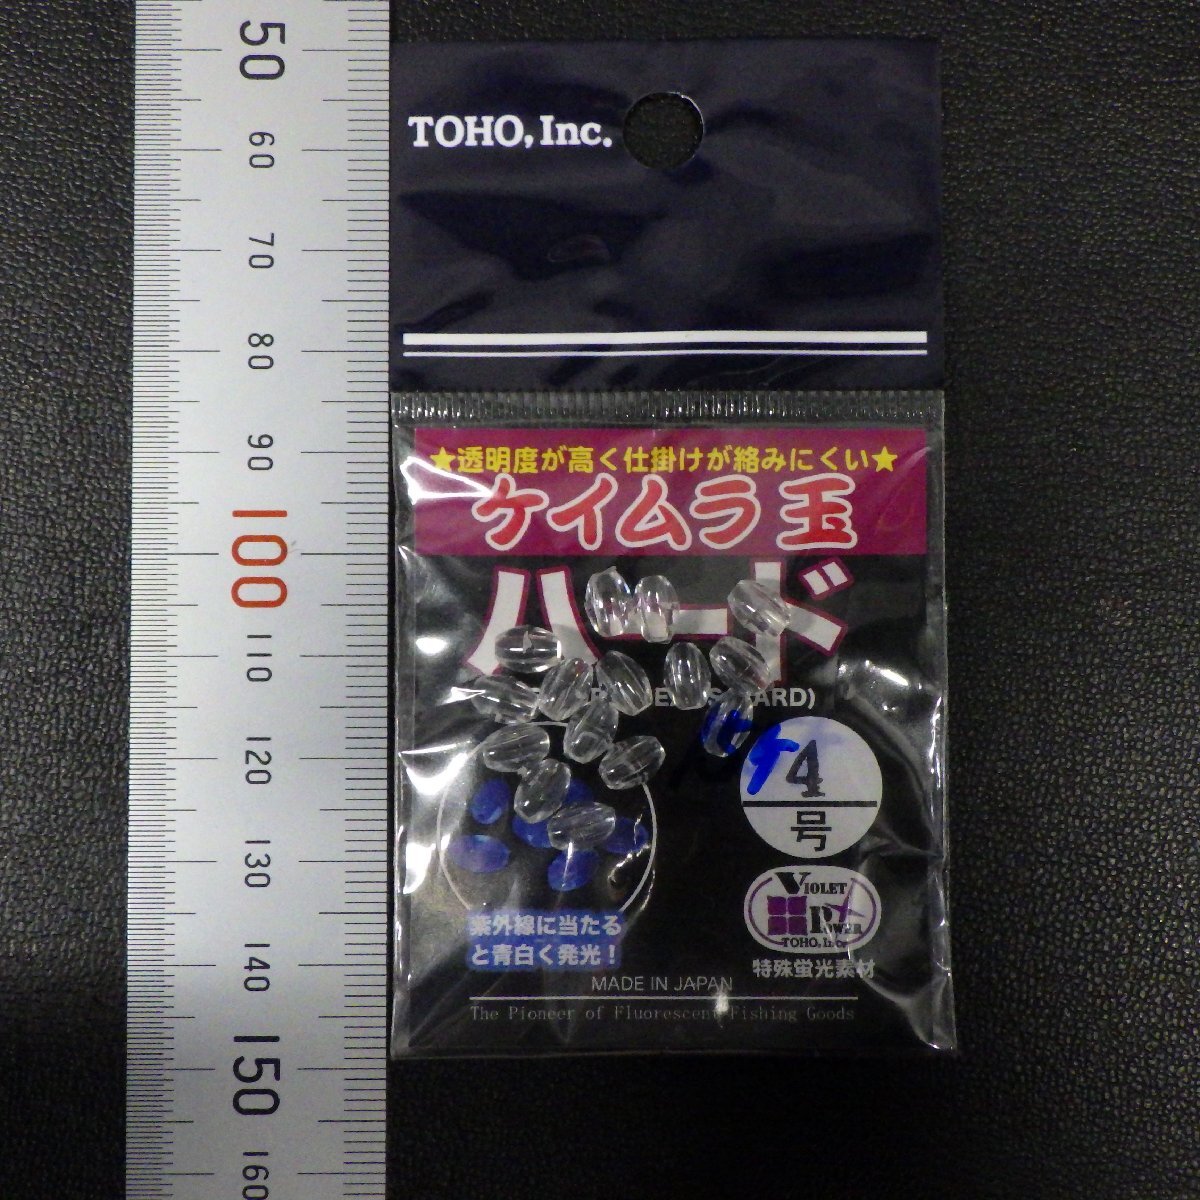 50
60
70
80
90
100
110
120
130
140
150
160
TOHO, Inc.
★透明度が高く仕掛けが絡みにくい★
ケイムラ玉
ハード
HARD)
4
号
VIOLET
POWER
TOHO, Inc.
特殊蛍光素材
紫外線に当たる
と青白く発光！
MADE IN JAPAN
The Pioneer of Fluorescent Fishing Goods